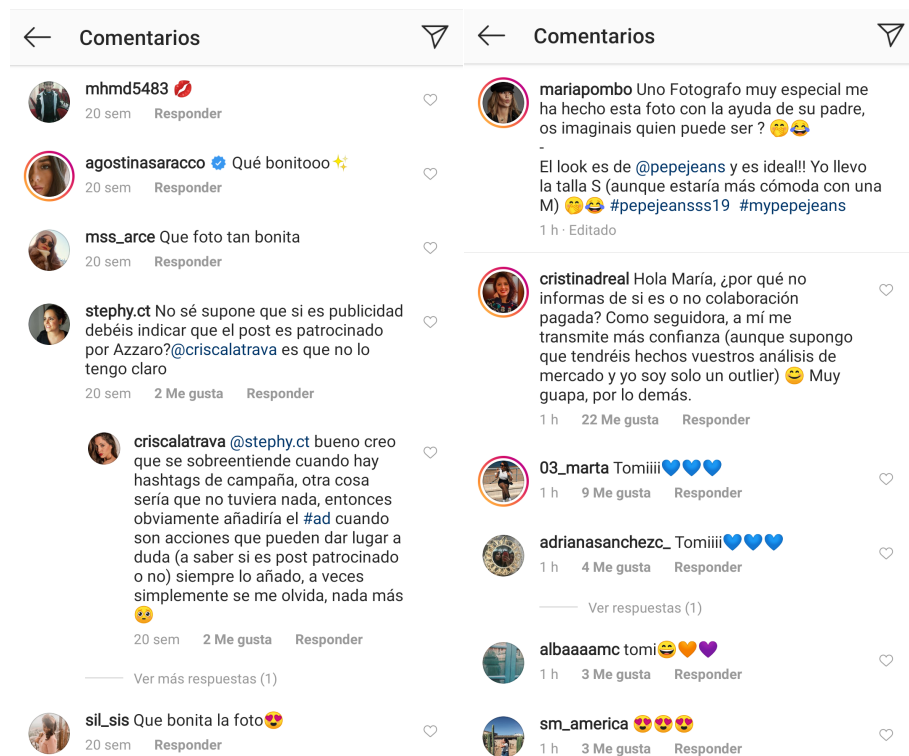 Comentarios
mhmd5483 💋
20 sem Responder
agostinasaracco Qué bonitooo✨
20 sem Responder
mss_arce Que foto tan bonita
20 sem Responder
stephy.ct No sé supone que si es publicidad
debéis indicar que el post es patrocinado
por Azzaro?@criscalatrava es que no lo
tengo claro
20 sem 2 Me gusta Responder
criscalatrava @stephy.ct bueno creo
que se sobreentiende cuando hay
hashtags de campaña, otra cosa
sería que no tuviera nada, entonces
obviamente añadiría el #ad cuando
son acciones que pueden dar lugar a
duda (a saber si es post patrocinado
o no) siempre lo añado, a veces
simplemente se me olvida, nada más
🥺
20 sem 2 Me gusta Responder
Ver más respuestas (1)
sil_sis Que bonita la foto😍
20 sem Responder
Comentarios
mariapombo Uno Fotografo muy especial me
ha hecho esta foto con la ayuda de su padre,
os imaginais quien puede ser ? 🤭😂
-
El look es de @pepejeans y es ideal!! Yo llevo
la talla S (aunque estaría más cómoda con una
M) 🤭😂 #pepejeansss19 #mypepejeans
1 h · Editado
cristinadreal Hola María, ¿por qué no
informas de si es o no colaboración
pagada? Como seguidora, a mí me
transmite más confianza (aunque supongo
que tendréis hechos vuestros análisis de
mercado y yo soy solo un outlier) 😊 Muy
guapa, por lo demás.
1 h 22 Me gusta Responder
03_marta Tomiiii💙💙💙
1 h 9 Me gusta Responder
adrianasanchezc_ Tomiiii💙💙💙
1 h 4 Me gusta Responder
Ver respuestas (1)
albaaaamc tomi😄🧡💜
1 h 3 Me gusta Responder
sm_america 😍😍😍
1 h 3 Me gusta Responder